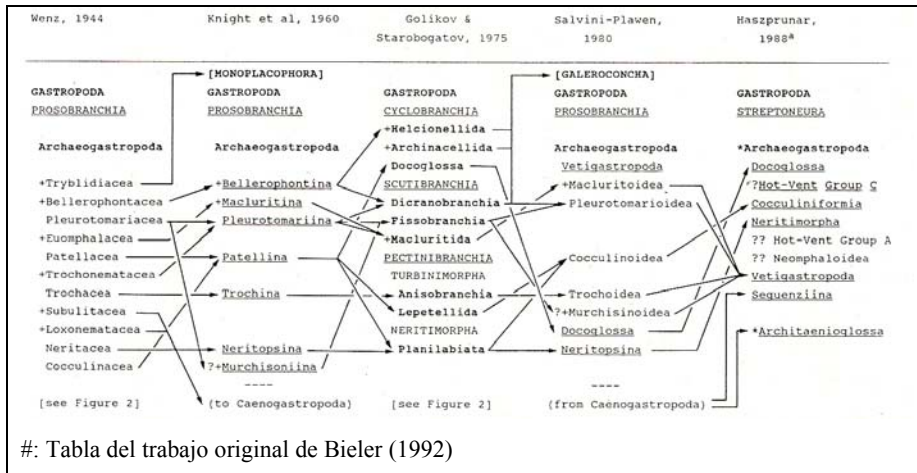 Wenz, 1944 Knight et al, 1960 Golikov & Salvini-Plawen, Haszprunar,
Starobogatov, 1975 1980 1988ª
[MONOPLACOPHORA] [GALEROCONCHA]
GASTROPODA GASTROPODA GASTROPODA GASTROPODA GASTROPODA
PROSOBRANCHIA PROSOBRANCHIA CYCLOBRANCHIA PROSOBRANCHIA STREPTONEURA
+Helcionellida
Archaeogastropoda Archaeogastropoda +Archinacellida Archaeogastropoda *Archaeogastropoda
Docoglossa Vetigastropoda Docoglossa
+Tryblidiacea +Bellerophontina SCUTIBRANCHIA +Macluritoidea *?Hot-Vent Group C
+Bellerophontacea +Macluritina Dicranobranchia Pleurotomarioidea Cocculiniformia
Pleurotomariacea Pleurotomariina Fissobranchia Neritimorpha
+Euomphalacea +Macluritida ?? Hot-Vent Group A
Patellacea Patellina PECTINIBRANCHIA Cocculinoidea ?? Neomphaloidea
+Trochonematacea TURBINIMORPHA Vetigastropoda
Trochacea Trochina Anisobranchia Trochoidea Seguenziina
+Subulitacea Lepetellida ?+Murchisinoidea
+Loxonematacea NERITIMORPHA Docoglossa *Architaenioglossa
Neritacea Neritopsina Planilabiata Neritopsina
Cocculinacea ?+Murchisoniina
---- ----
[see Figure 2] (to Caenogastropoda) [see Figure 2] (from Caenogastropoda)
#: Tabla del trabajo original de Bieler (1992)